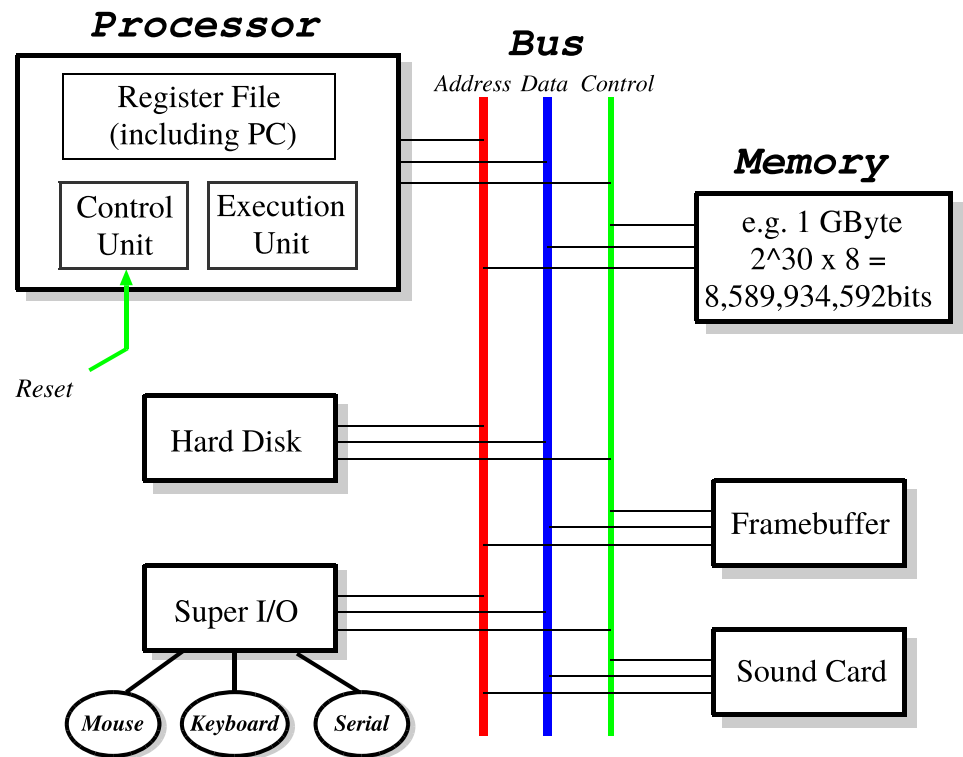 Processor
Bus
Address Data Control
Register File
(including PC)
Control
Unit
Execution
Unit
Reset
Memory
e.g. 1 GByte
2^30 x 8 =
8,589,934,592bits
Hard Disk
Framebuffer
Super I/O
Sound Card
Mouse
Keyboard
Serial